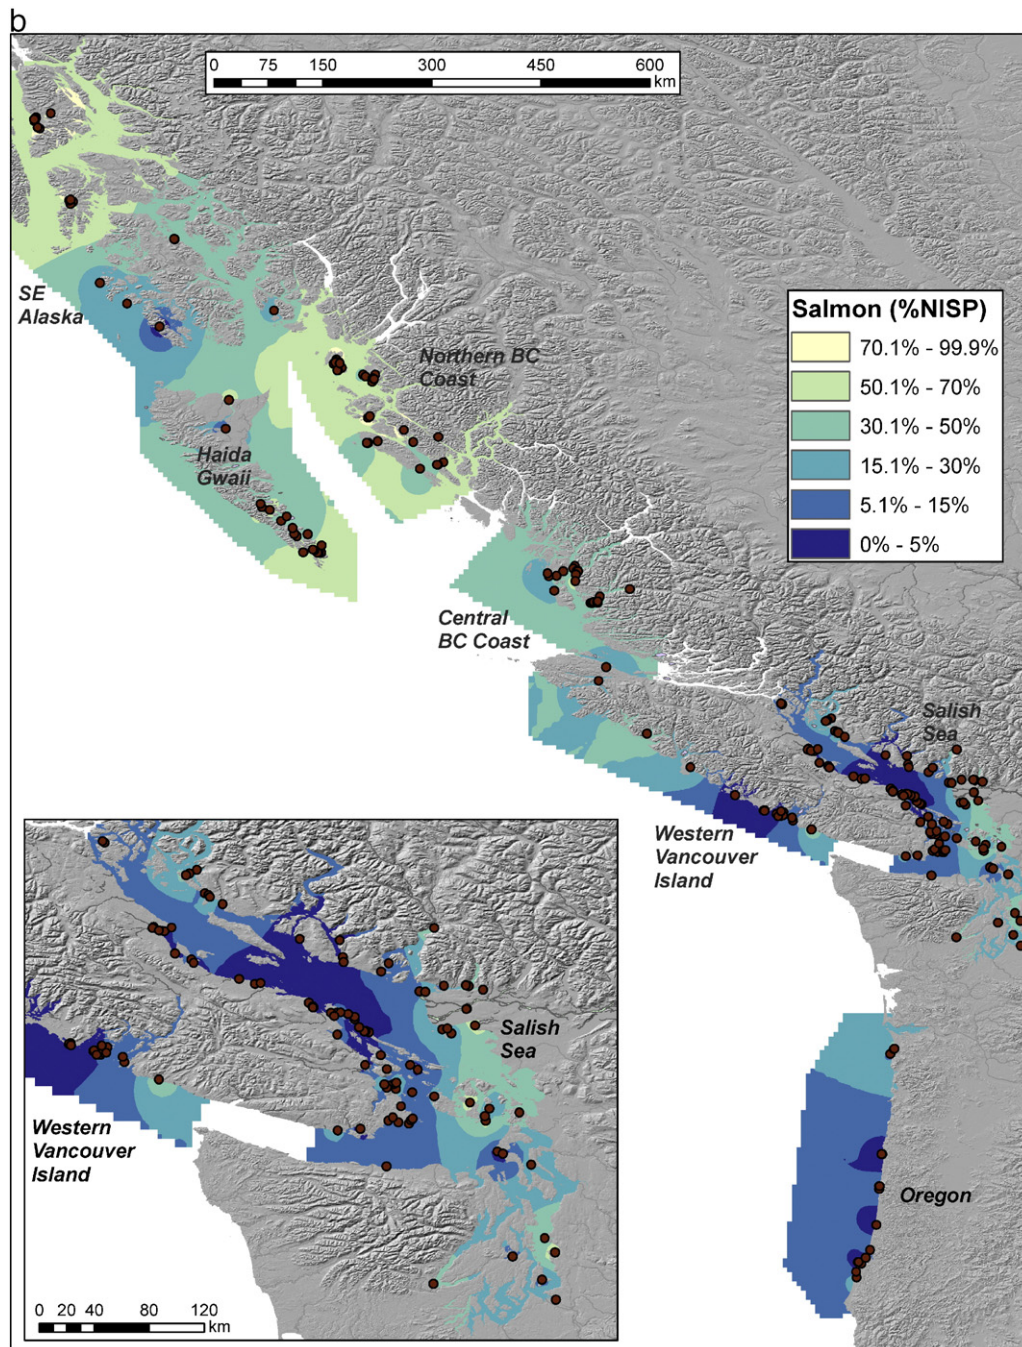 b
0 75 150 300 450 600
km
SE
Alaska
Northern BC
Coast
Haida
Gwaii
Salmon (%NISP)
70.1% - 99.9%
50.1% - 70%
30.1% - 50%
15.1% - 30%
5.1% - 15%
0% - 5%
Central
BC Coast
Salish
Sea
Western
Vancouver
Island
Salish
Sea
Western
Vancouver
Island
Oregon
0 20 40 80 120
km